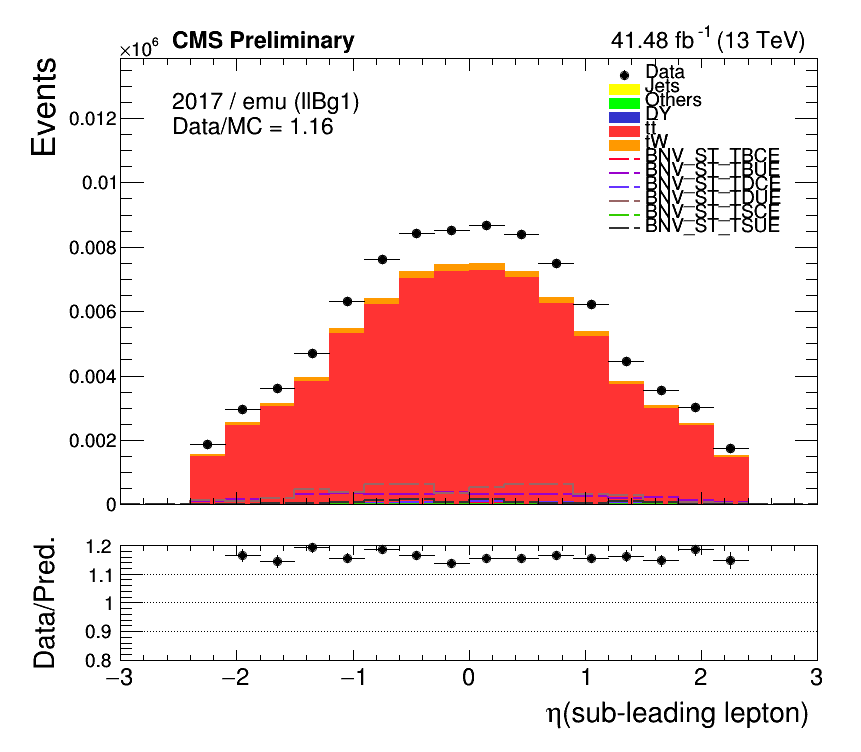 ×10⁶ CMS Preliminary 41.48 fb⁻¹ (13 TeV)
Events
2017 / emu (llBg1)
Data/MC = 1.16
Data
Jets
Others
DY
tt
tW
BNV_ST_TBCE
BNV_ST_TBUE
BNV_ST_TDCE
BNV_ST_TDUE
BNV_ST_TSCE
BNV_ST_TSUE
0.012
0.01
0.008
0.006
0.004
0.002
0
Data/Pred.
1.2
1.1
1
0.9
0.8
−3 −2 −1 0 1 2 3
η(sub-leading lepton)